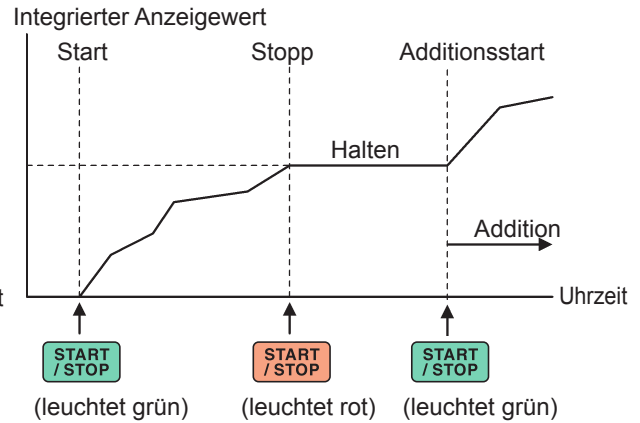 Integrierter Anzeigewert
Start Stopp Additionsstart
Halten
Addition
t Uhrzeit
START / STOP START / STOP START / STOP
(leuchtet grün) (leuchtet rot) (leuchtet grün)